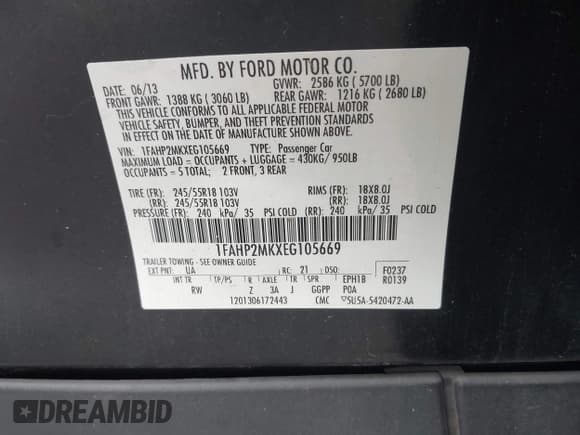 MFD. BY FORD MOTOR CO.
DATE: 06/13 GVWR: 2586 KG ( 5700 LB)
FRONT GAWR: 1388 KG ( 3060 LB) REAR GAWR: 1216 KG ( 2680 LB)
THIS VEHICLE CONFORMS TO ALL APPLICABLE FEDERAL MOTOR
VEHICLE SAFETY, BUMPER, AND THEFT PREVENTION STANDARDS
IN EFFECT ON THE DATE OF MANUFACTURE SHOWN ABOVE.
VIN: 1FAHP2MKXEG105669 TYPE: Passenger Car
MAXIMUM LOAD = OCCUPANTS + LUGGAGE = 430KG/ 950LB
OCCUPANTS = 5 TOTAL; 2 FRONT, 3 REAR
TIRE (FR): 245/55R18 103V RIMS (FR): 18X8.0J
(RR): 245/55R18 103V (RR): 18X8.0J
PRESSURE (FR): 240 kPa/ 35 PSI COLD (RR): 240 kPa/ 35 PSI COLD
1FAHP2MKXEG105669
TRAILER TOWING - SEE OWNER GUIDE
EXT PNT: UA RC: 21 DSO: F0237
INT TR TP/PS R AXLE TR SPR EPH1B R0139
RW Z 3A J GGPP POA
1201306172443 CMC
5U5A-5420472-AA
DREAMBID